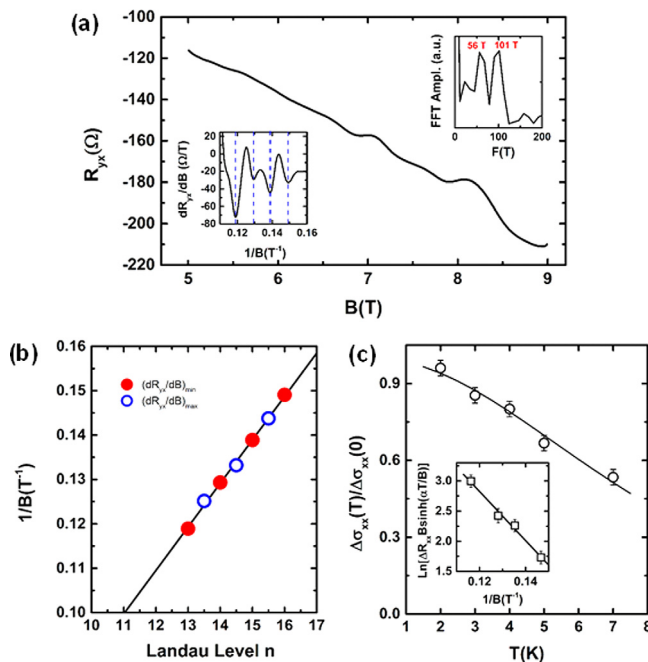 (a)
-100
-120
-140
-160
-180
-200
-220
R_yx(Ω)
5 6 7 8 9
B(T)
20
0
-20
-40
-60
-80
dR_yx/dB (Ω/T)
0.12 0.14 0.16
1/B(T⁻¹)
56 T 101 T
FFT Ampl. (a.u.)
0 100 200
F(T)
(b)
0.16
0.15
0.14
0.13
0.12
0.11
0.10
1/B(T⁻¹)
(dR_yx/dB)_min
(dR_yx/dB)_max
10 11 12 13 14 15 16 17
Landau Level n
(c)
0.9
0.6
0.3
0.0
Δσ_xx(T)/Δσ_xx(0)
3.0
2.5
2.0
1.5
Ln[ΔR_xxBsinh(αT/B)]
0.12 0.14
1/B(T⁻¹)
1 2 3 4 5 6 7 8
T(K)